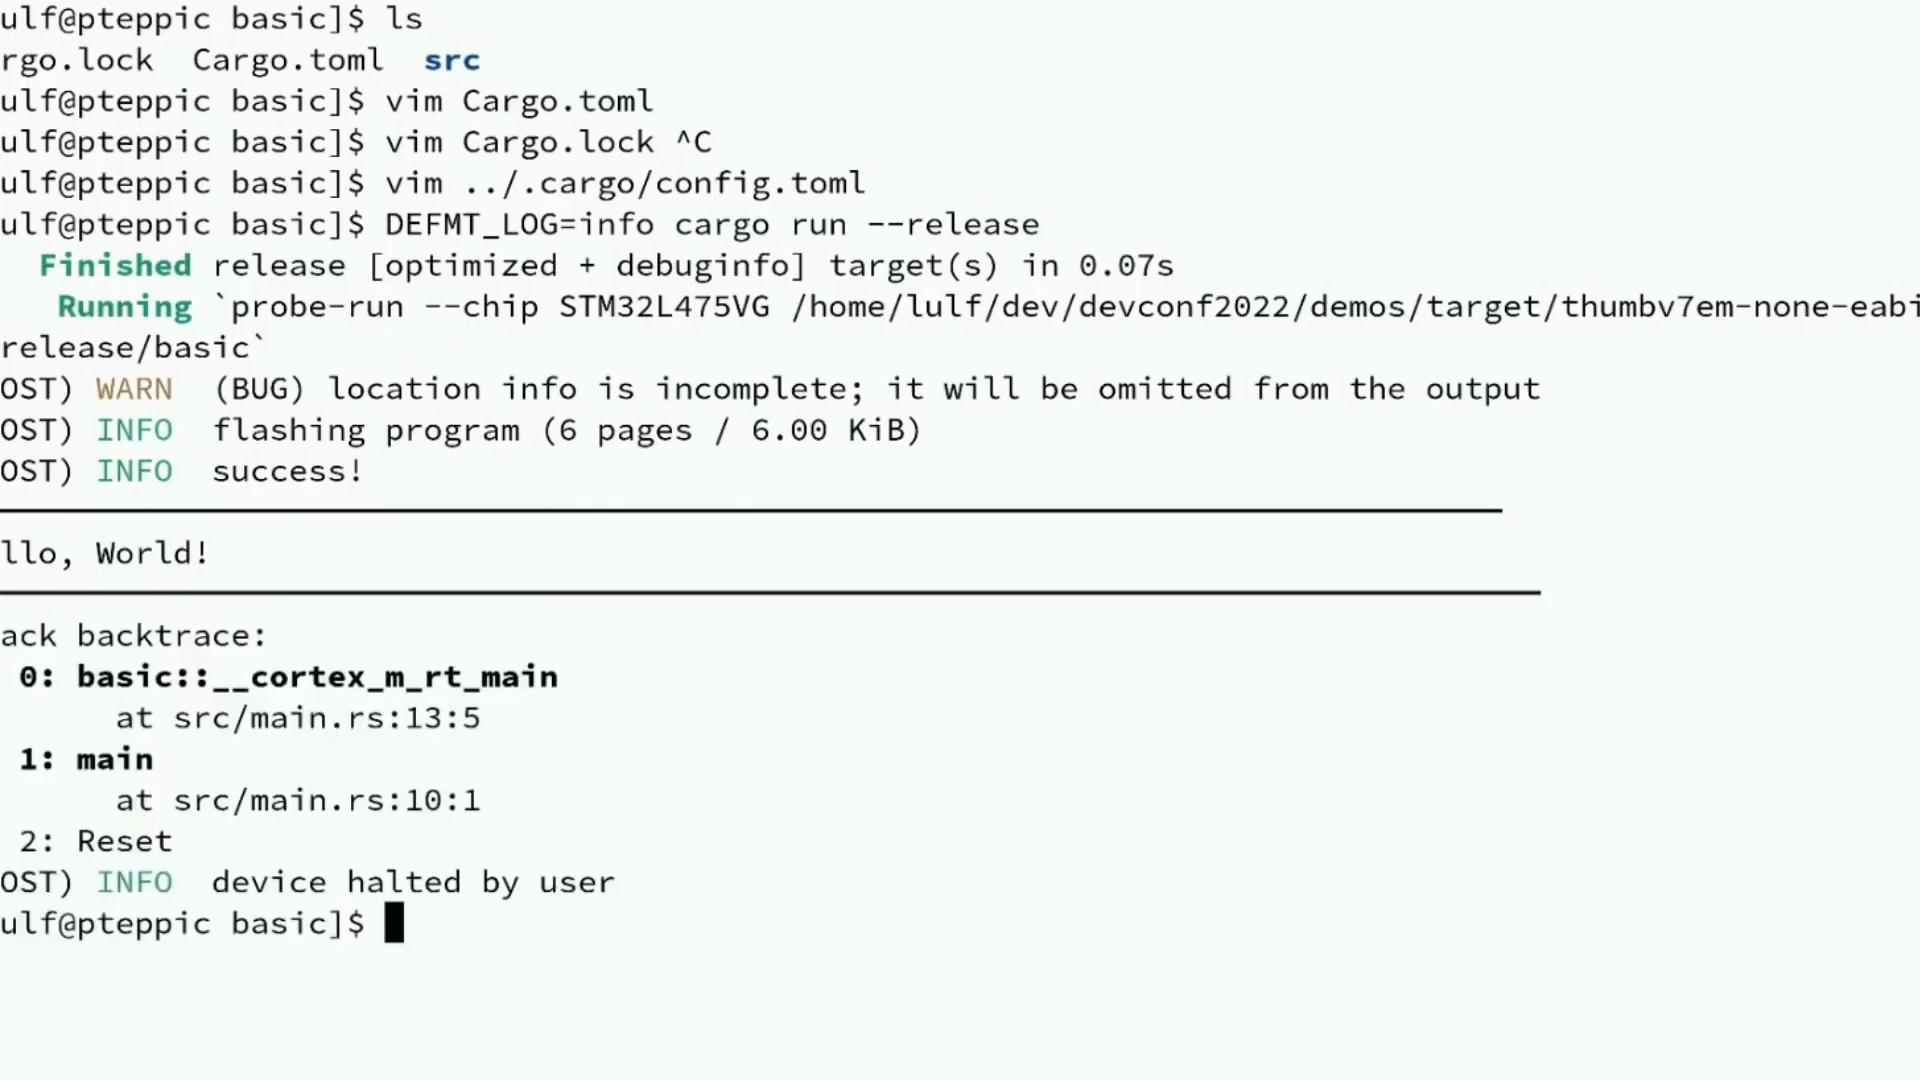 ulf@pteppic basic]$ ls
rgo.lock  Cargo.toml  src
ulf@pteppic basic]$ vim Cargo.toml
ulf@pteppic basic]$ vim Cargo.lock ^C
ulf@pteppic basic]$ vim ../.cargo/config.toml
ulf@pteppic basic]$ DEFMT_LOG=info cargo run --release
Finished release [optimized + debuginfo] target(s) in 0.07s
Running `probe-run --chip STM32L475VG /home/lulf/dev/devconf2022/demos/target/thumbv7em-none-eabi
release/basic`
OST) WARN  (BUG) location info is incomplete; it will be omitted from the output
OST) INFO  flashing program (6 pages / 6.00 KiB)
OST) INFO  success!
llo, World!
ack backtrace:
0: basic::__cortex_m_rt_main
at src/main.rs:13:5
1: main
at src/main.rs:10:1
2: Reset
OST) INFO  device halted by user
ulf@pteppic basic]$